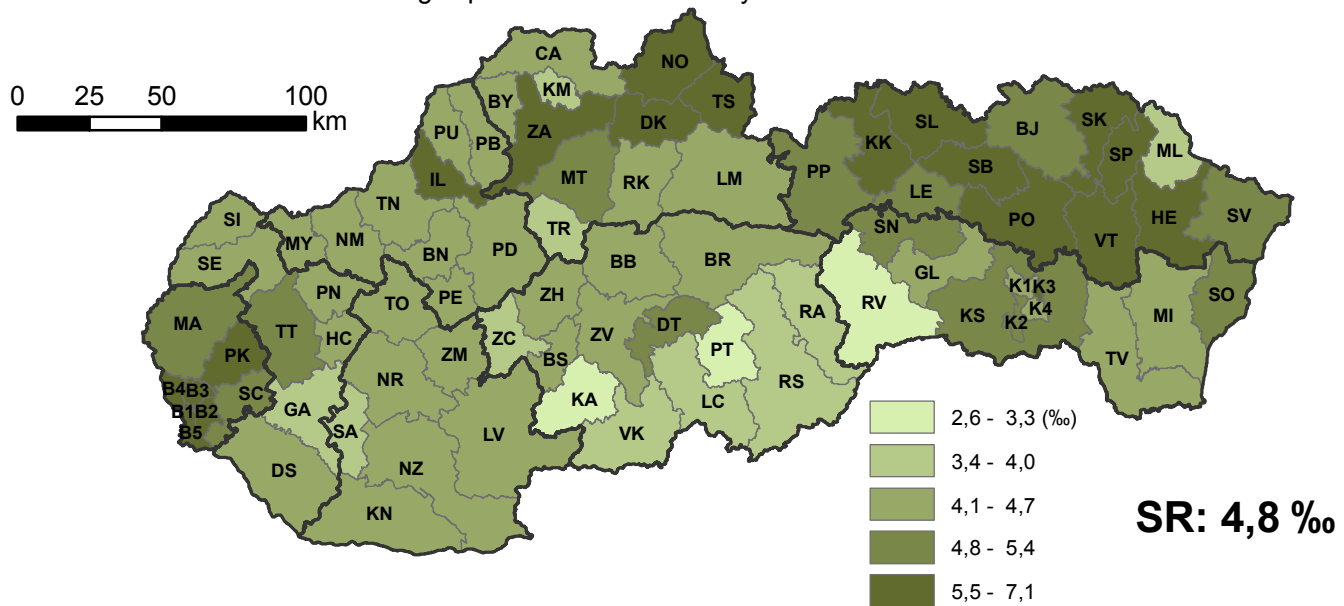 0 25 50 100
km
CA
NO
KM
TS
BY
PU
PB
ZA
DK
IL
MT
RK
LM
PP
KK
SL
BJ
SK
SP
ML
SB
LE
PO
VT
HE
SV
SI
SE
MY
NM
TN
BN
PD
TR
BB
BR
SN
GL
RV
K1K3
K4
K2
KS
SO
MI
TV
MA
TT
PN
HC
TO
PE
ZH
ZC
ZM
BS
ZV
DT
PT
RA
RS
PK
B4B3
B1B2
B5
SC
GA
SA
NR
KA
LC
VK
LV
DS
NZ
KN
2,6 - 3,3 (‰)
3,4 - 4,0
4,1 - 4,7
4,8 - 5,4
5,5 - 7,1
SR: 4,8 ‰